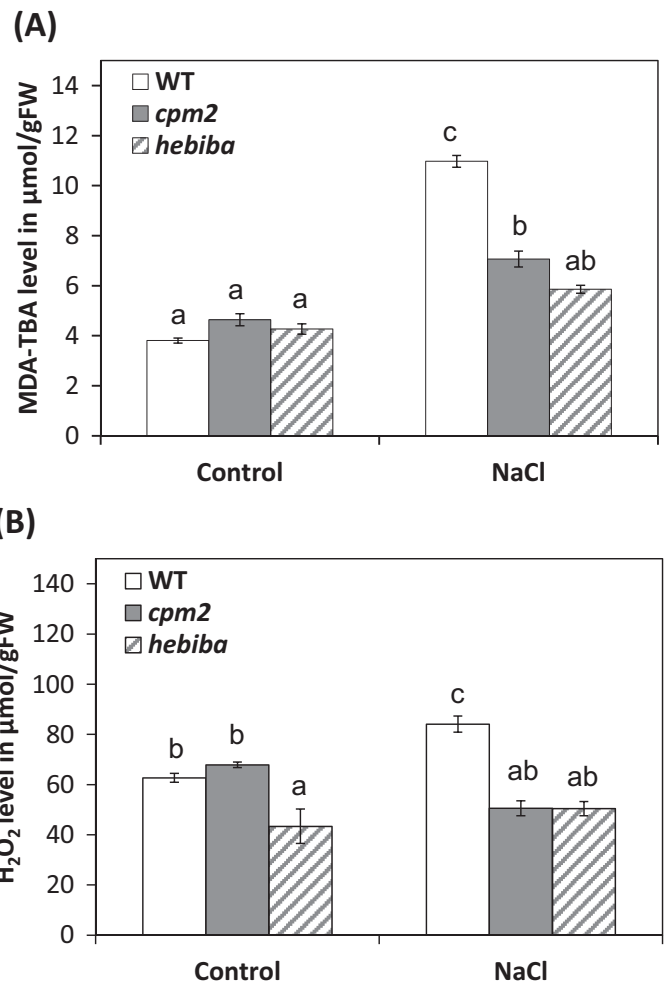 (A)
MDA-TBA level in µmol/gFW
14
12
10
8
6
4
2
0
WT
cpm2
hebiba
a
a
a
c
b
ab
Control
NaCl
(B)
H₂O₂ level in µmol/gFW
140
120
100
80
60
40
20
0
WT
cpm2
hebiba
b
b
a
c
ab
ab
Control
NaCl